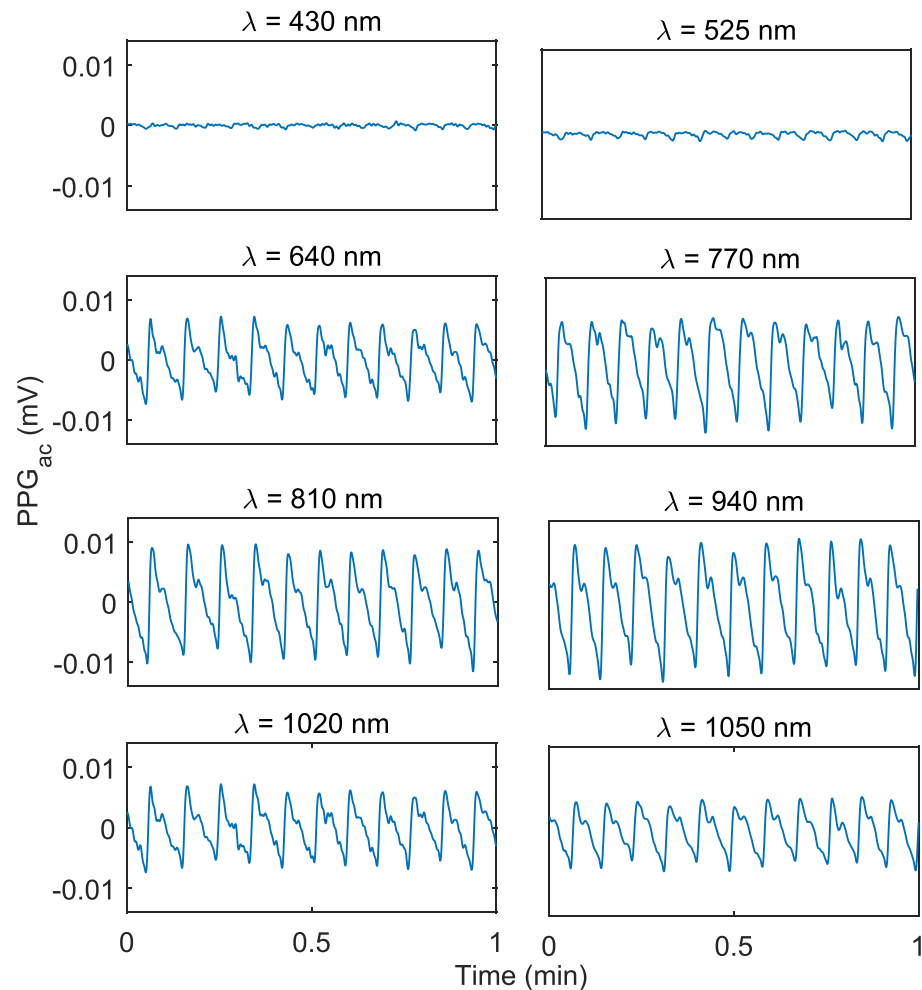 λ = 430 nm
λ = 525 nm
0.01
0
-0.01
λ = 640 nm
λ = 770 nm
0.01
0
-0.01
PPGac (mV)
λ = 810 nm
λ = 940 nm
0.01
0
-0.01
λ = 1020 nm
λ = 1050 nm
0.01
0
-0.01
0
0.5
1
0
0.5
1
Time (min)